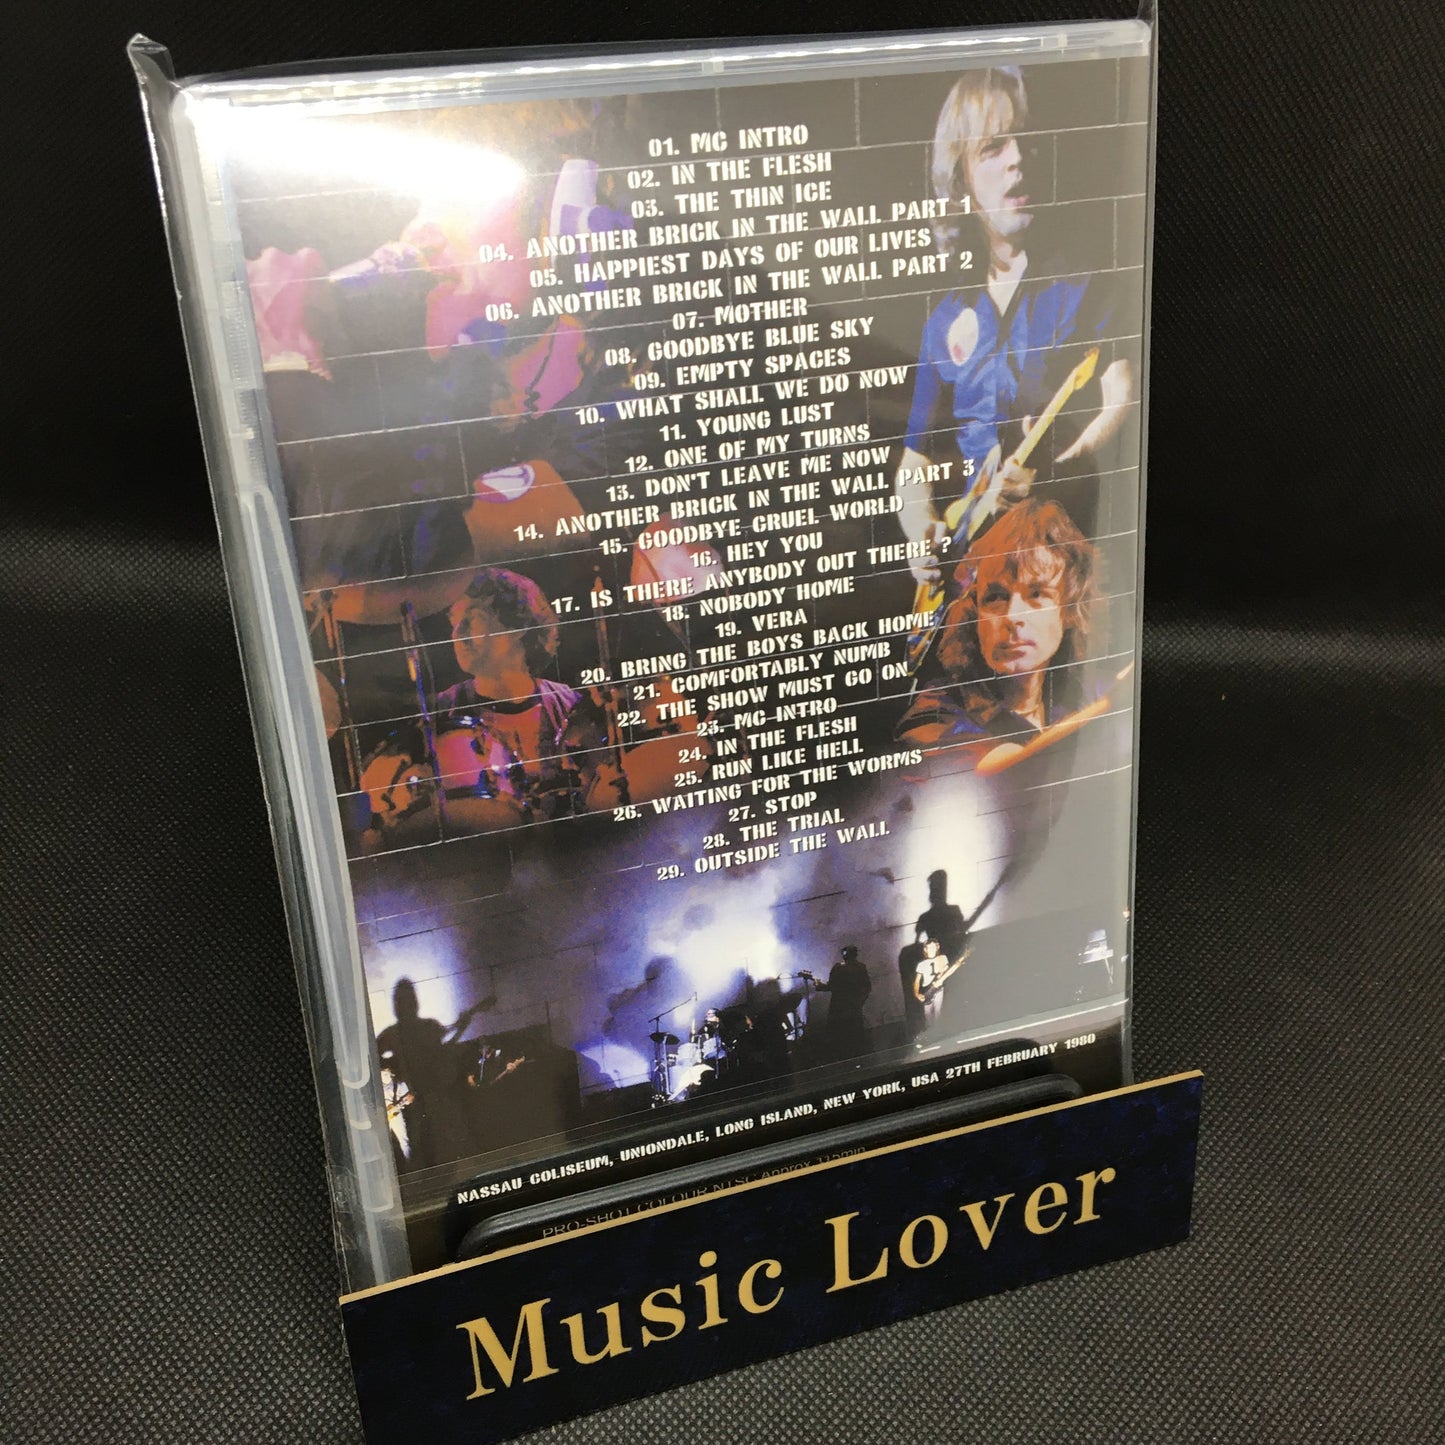 01. MC INTRO
02. IN THE FLESH
03. THE THIN ICE
04. ANOTHER BRICK IN THE WALL PART 1
05. HAPPIEST DAYS OF OUR LIVES
06. ANOTHER BRICK IN THE WALL PART 2
07. MOTHER
08. GOODBYE BLUE SKY
09. EMPTY SPACES
10. WHAT SHALL WE DO NOW
11. YOUNG LUST
12. ONE OF MY TURNS
13. DON'T LEAVE ME NOW
14. ANOTHER BRICK IN THE WALL PART 3
15. GOODBYE CRUEL WORLD
16. HEY YOU
17. IS THERE ANYBODY OUT THERE ?
18. NOBODY HOME
19. VERA
20. BRING THE BOYS BACK HOME
21. COMFORTABLY NUMB
22. THE SHOW MUST GO ON
23. MC INTRO
24. IN THE FLESH
25. RUN LIKE HELL
26. WAITING FOR THE WORMS
27. STOP
28. THE TRIAL
29. OUTSIDE THE WALL
NASSAU COLISEUM, UNIONDALE, LONG ISLAND, NEW YORK, USA 27TH FEBRUARY 1980
PRO-SHOT COLOUR NTSC Approx 115min
Music Lover